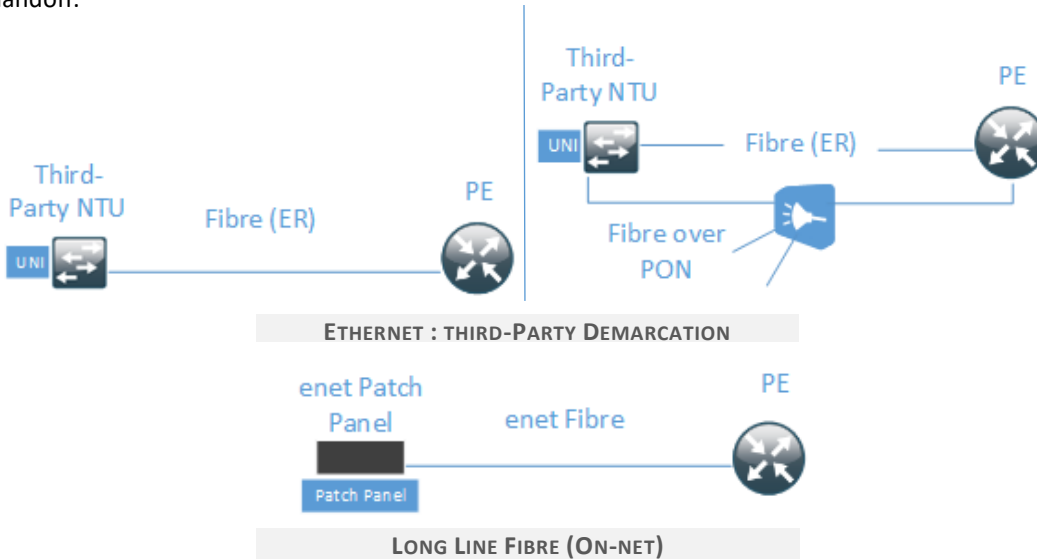 Third-
Party NTU
UNI
Fibre (ER)
PE
Third-
Party NTU
UNI
Fibre (ER)
PE
Fibre over
PON
ETHERNET : THIRD-PARTY DEMARCATION
enet Patch
Panel
Patch Panel
enet Fibre
PE
LONG LINE FIBRE (ON-NET)